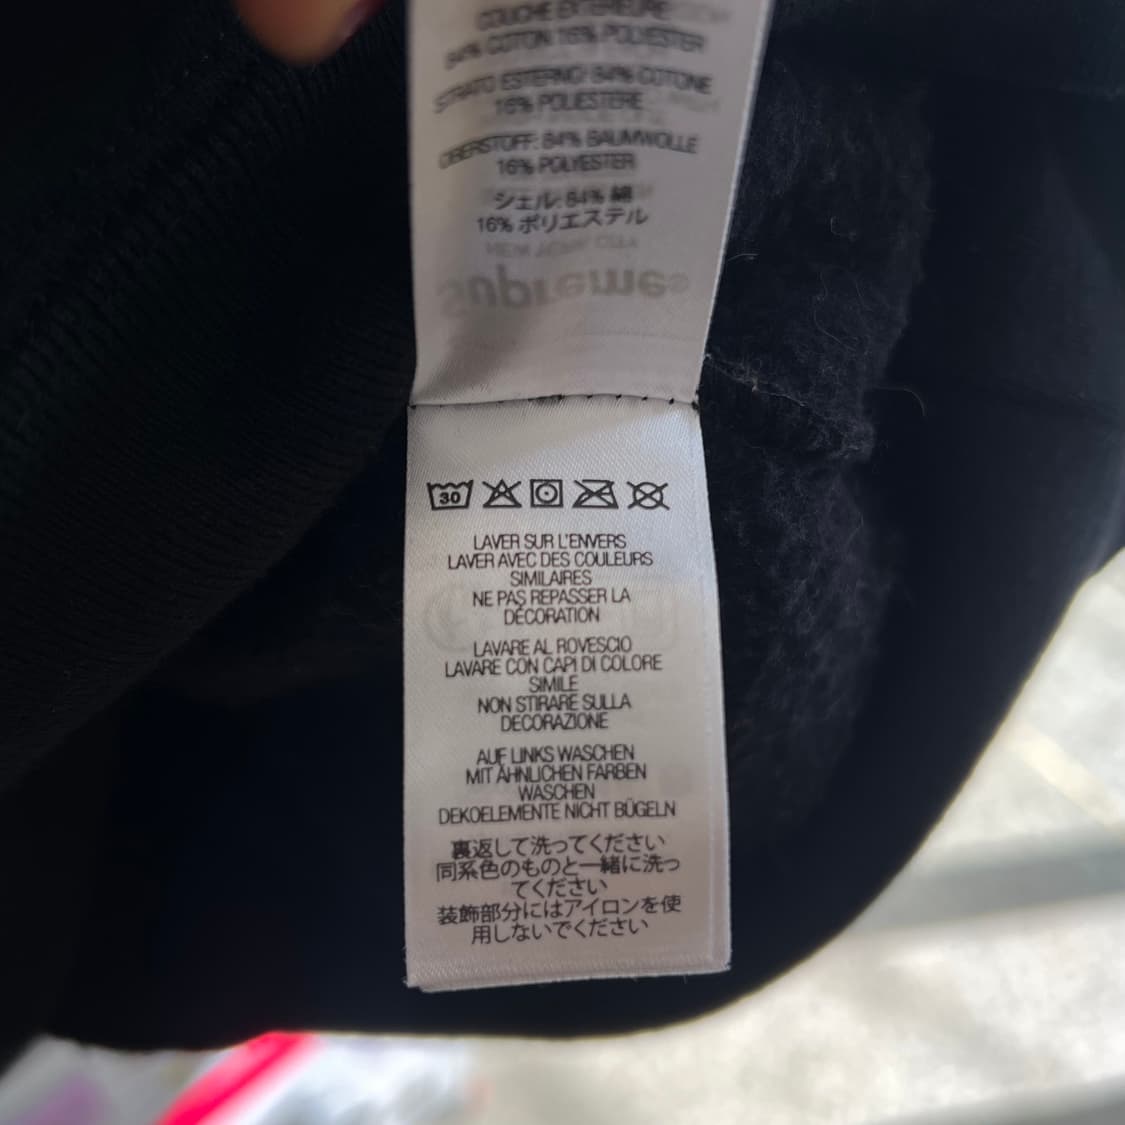 COUCHE EXTÉRIEURE
84% COTON 16% POLYESTER
STRATO ESTERNO: 84% COTONE
16% POLIESTERE
OBERSTOFF: 84% BAUMWOLLE
16% POLYESTER
シェル: 84% 綿
16% ポリエステル
NEW YORK CITY
Supreme®
30
LAVER SUR L'ENVERS
LAVER AVEC DES COULEURS
SIMILAIRES
NE PAS REPASSER LA
DÉCORATION
LAVARE AL ROVESCIO
LAVARE CON CAPI DI COLORE
SIMILE
NON STIRARE SULLA
DECORAZIONE
AUF LINKS WASCHEN
MIT ÄHNLICHEN FARBEN
WASCHEN
DEKOELEMENTE NICHT BÜGELN
裏返して洗ってください
同系色のものと一緒に洗っ
てください
装飾部分にはアイロンを使
用しないでください